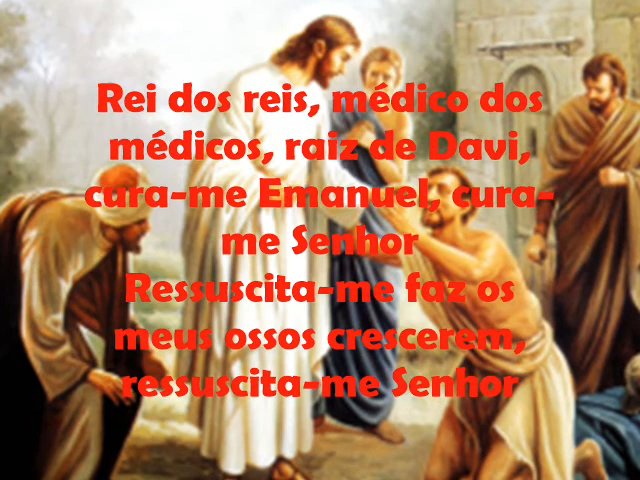 Rei dos reis, médico dos
médicos, raiz de Davi,
cura-me Emanuel, cura-
me Senhor
Ressuscita-me faz os
meus ossos crescerem,
ressuscita-me Senhor